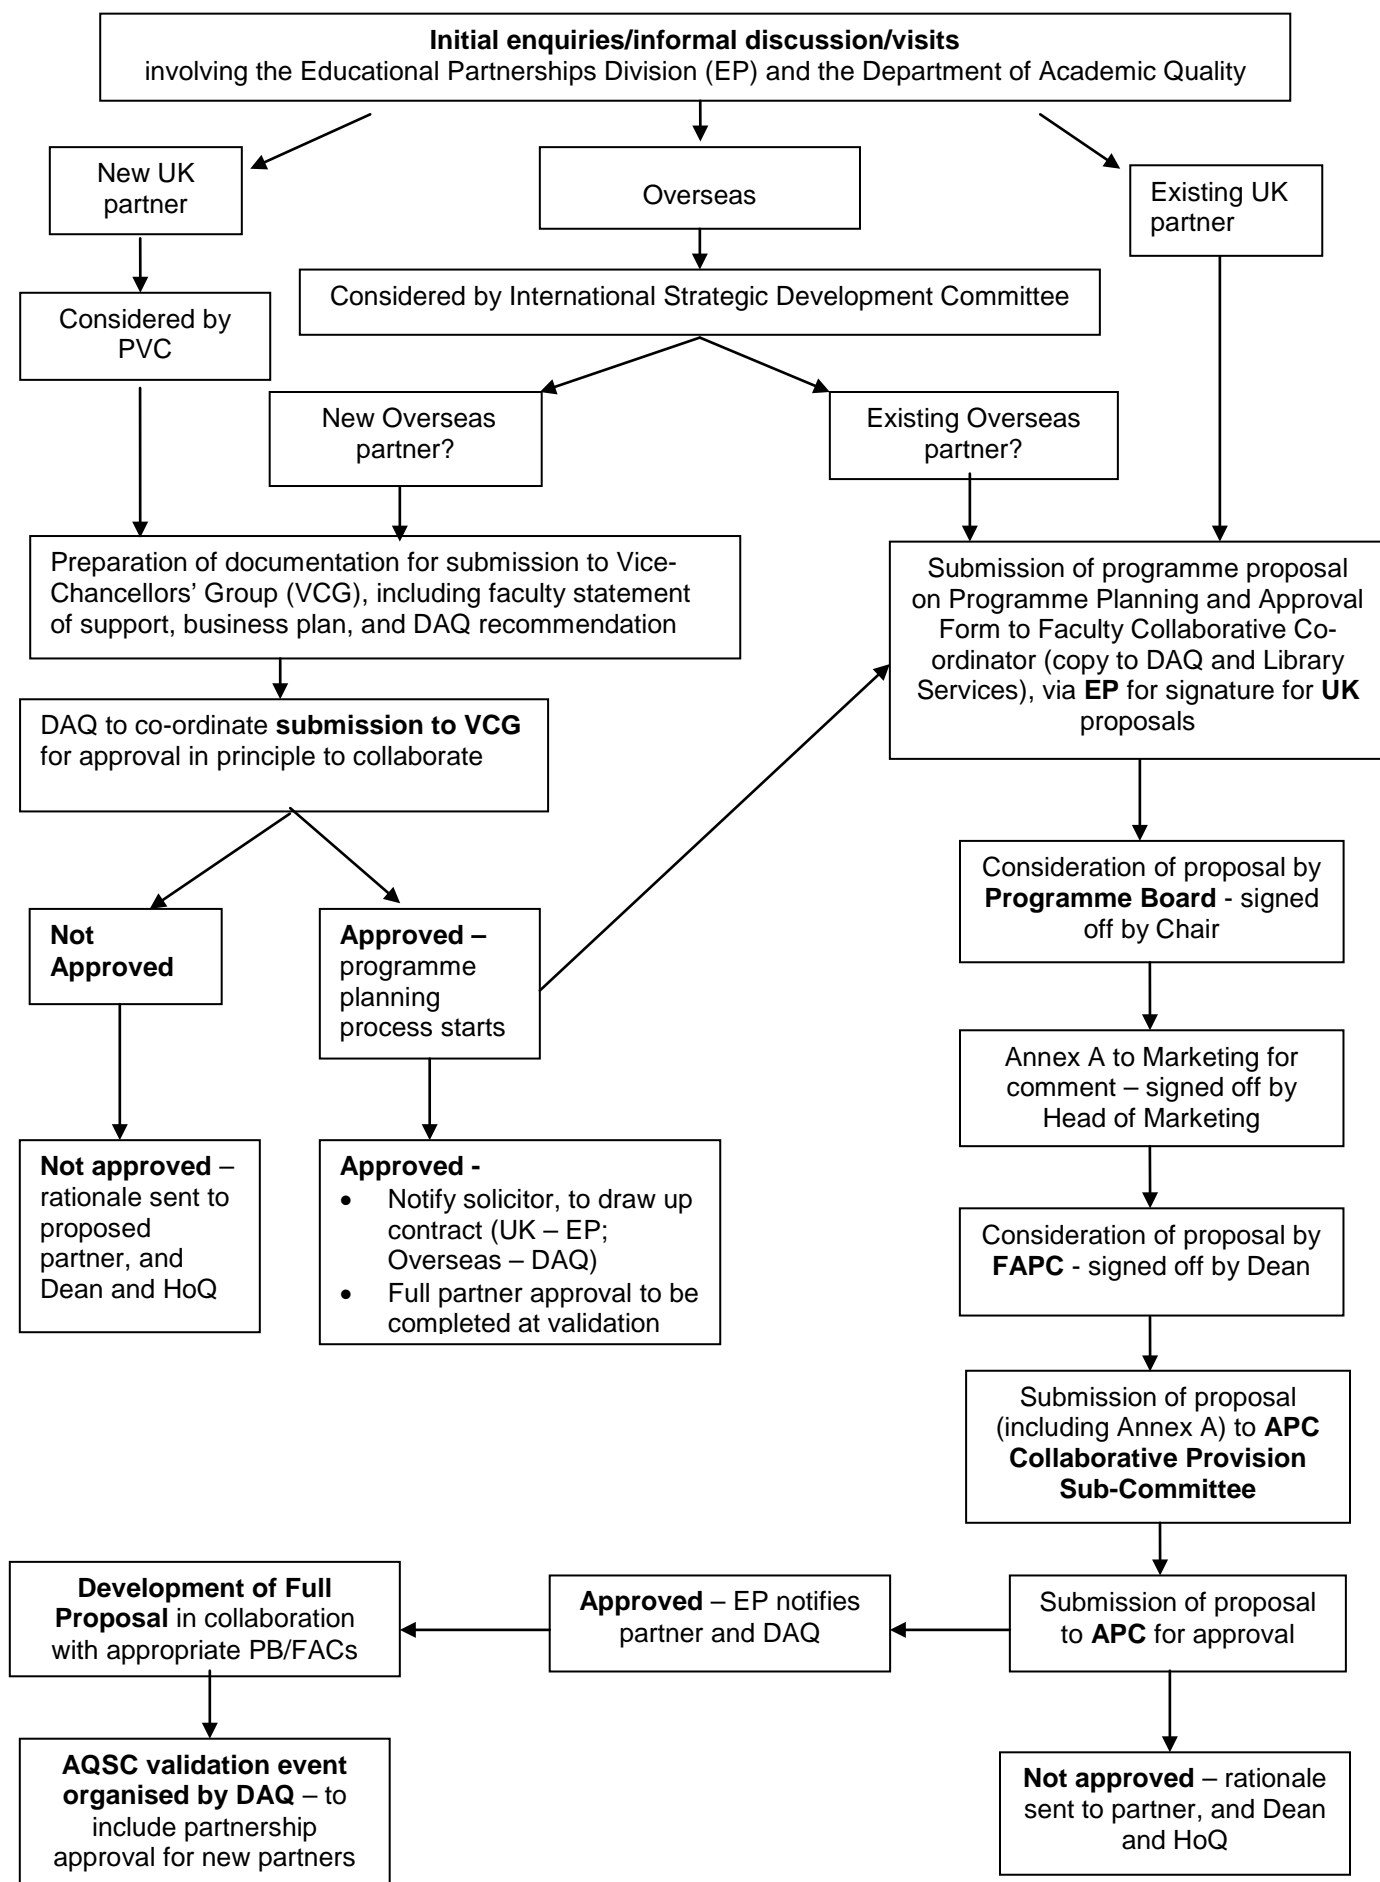 Initial enquiries/informal discussion/visits
involving the Educational Partnerships Division (EP) and the Department of Academic Quality
New UK
partner
Overseas
Existing UK
partner
Considered by
PVC
Considered by International Strategic Development Committee
New Overseas
partner?
Existing Overseas
partner?
Preparation of documentation for submission to Vice-
Chancellors’ Group (VCG), including faculty statement
of support, business plan, and DAQ recommendation
Submission of programme proposal
on Programme Planning and Approval
Form to Faculty Collaborative Co-
ordinator (copy to DAQ and Library
Services), via EP for signature for UK
proposals
DAQ to co-ordinate submission to VCG
for approval in principle to collaborate
Consideration of proposal by
Programme Board - signed
off by Chair
Not
Approved
Approved –
programme
planning
process starts
Annex A to Marketing for
comment – signed off by
Head of Marketing
Not approved –
rationale sent to
proposed
partner, and
Dean and HoQ
Approved -
• Notify solicitor, to draw up
contract (UK – EP;
Overseas – DAQ)
• Full partner approval to be
completed at validation
Consideration of proposal by
FAPC - signed off by Dean
Submission of proposal
(including Annex A) to APC
Collaborative Provision
Sub-Committee
Development of Full
Proposal in collaboration
with appropriate PB/FACs
Approved – EP notifies
partner and DAQ
Submission of proposal
to APC for approval
AQSC validation event
organised by DAQ – to
include partnership
approval for new partners
Not approved – rationale
sent to partner, and Dean
and HoQ